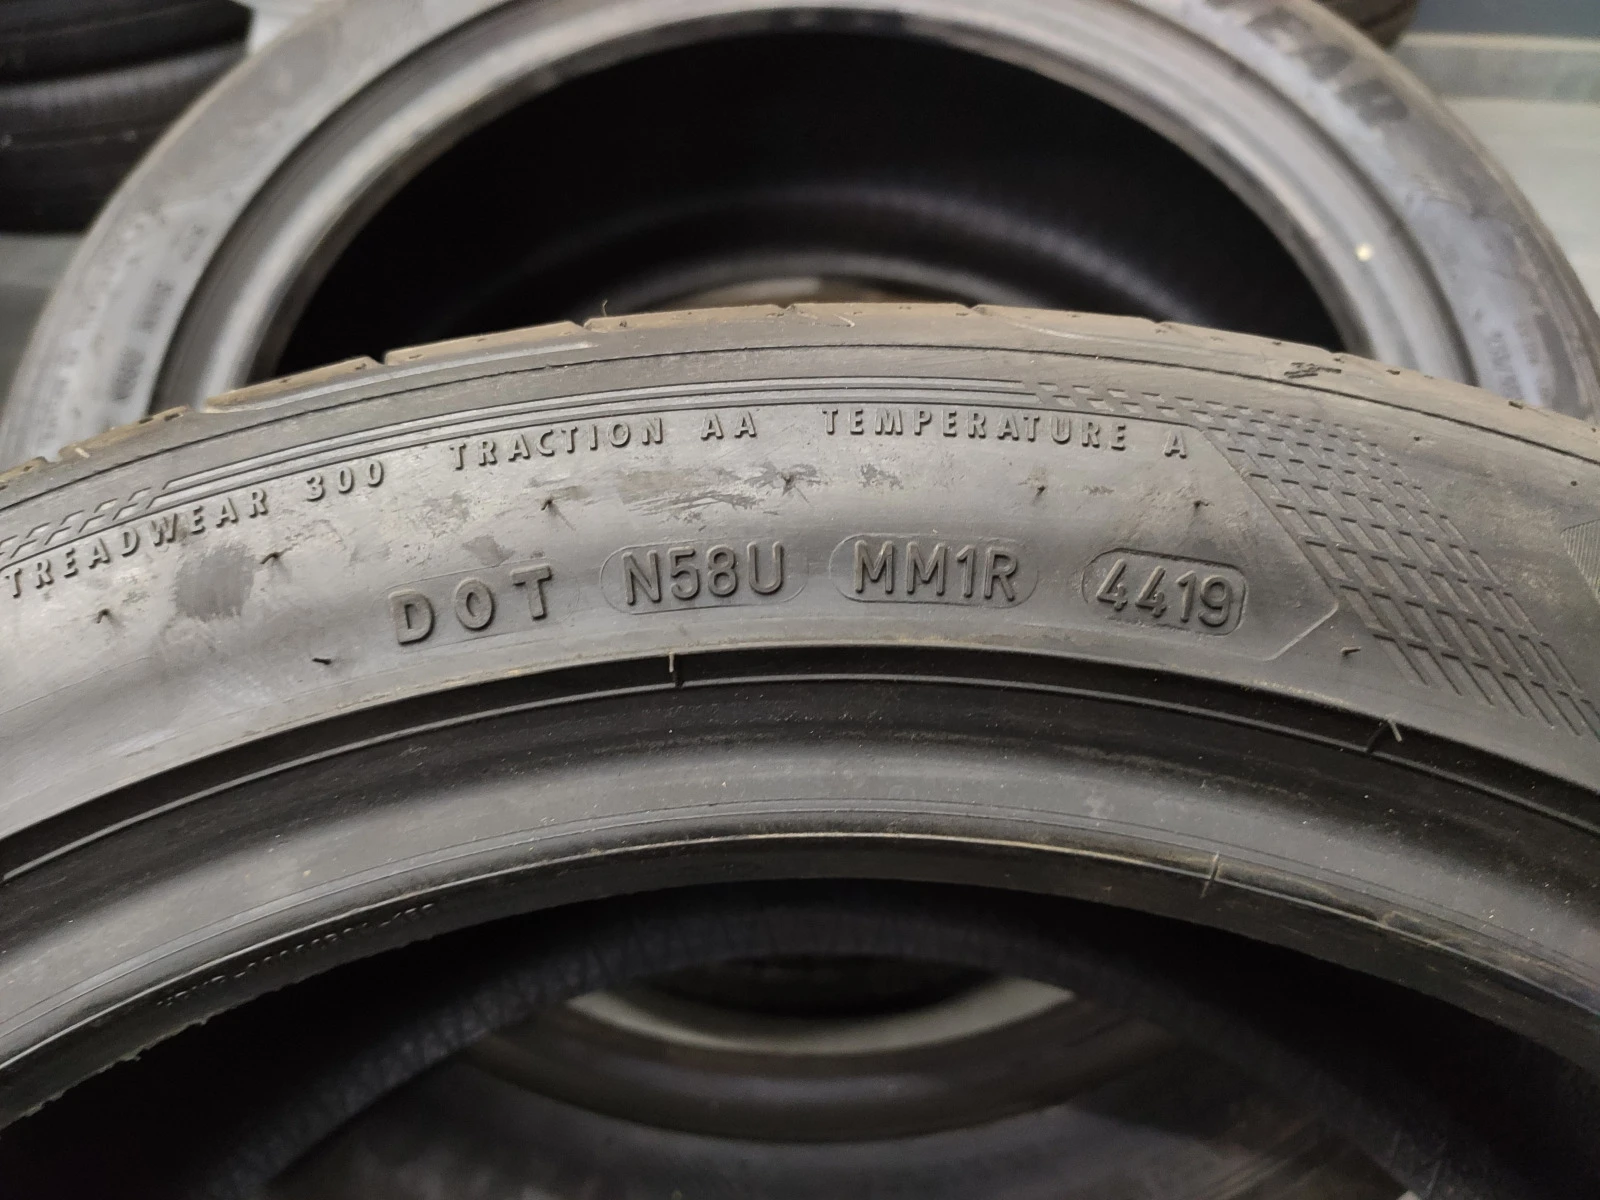 TREADWEAR 300 TRACTION AA TEMPERATURE A
DOT N58U MM1R 4419